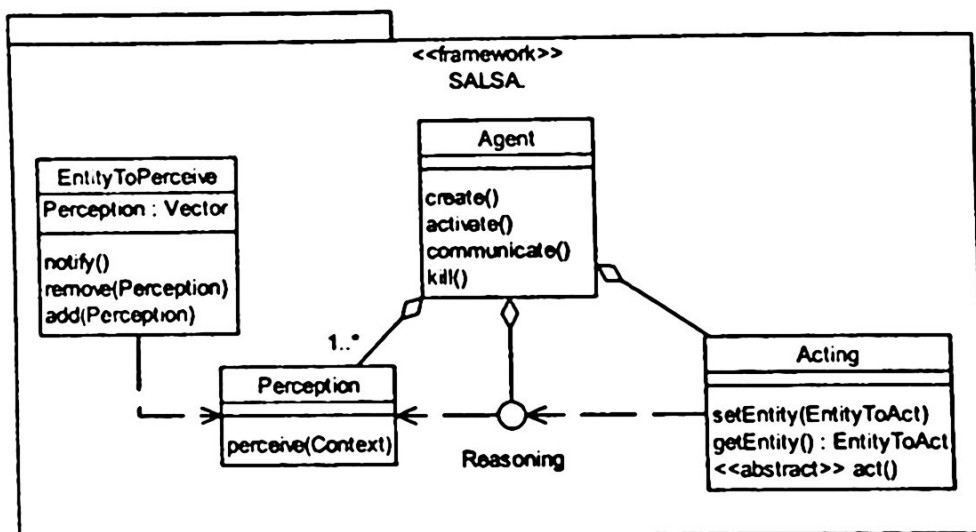 <<framework>>
SALSA.
Agent
create()
activate()
communicate()
kill()
EntityToPerceive
Perception : Vector
notify()
remove(Perception)
add(Perception)
1..*
Perception
perceive(Context)
Reasoning
Acting
setEntity(EntityToAct)
getEntity() : EntityToAct
<<abstract>> act()